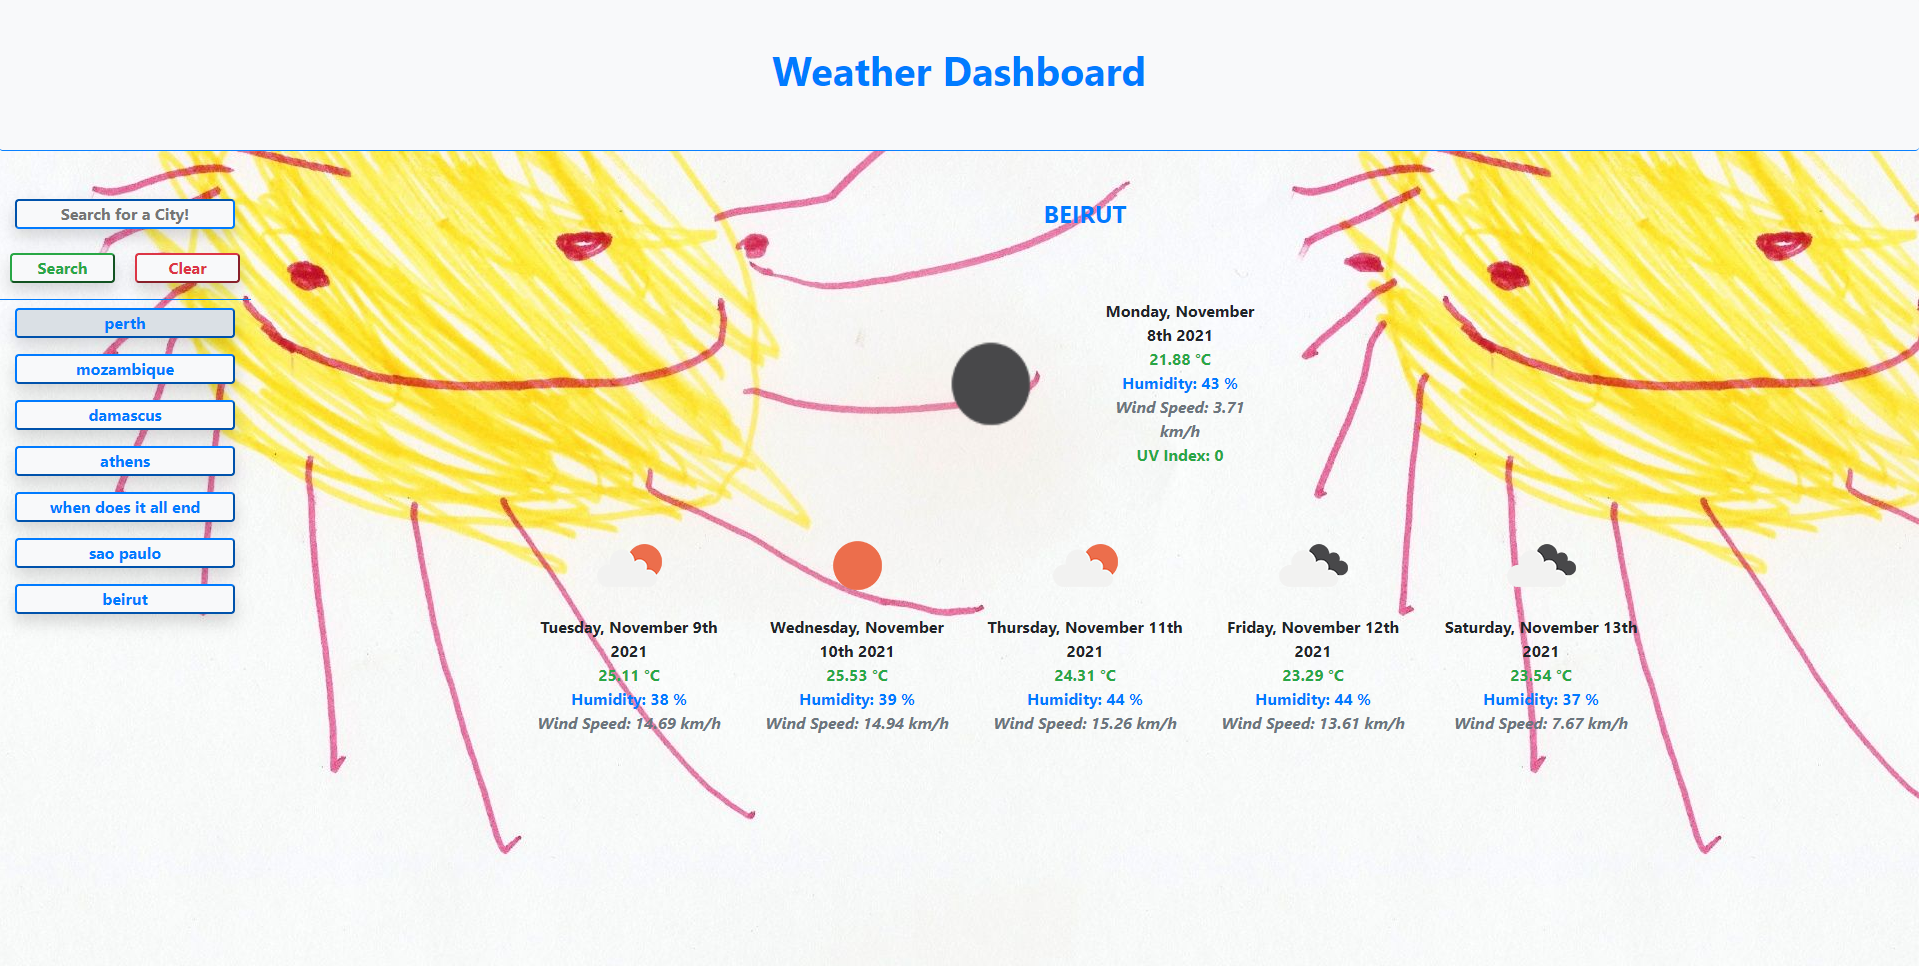 Weather Dashboard
Search for a City!
Search Clear
perth
mozambique
damascus
athens
when does it all end
sao paulo
beirut
BEIRUT
Monday, November
8th 2021
21.88 °C
Humidity: 43 %
Wind Speed: 3.71
km/h
UV Index: 0
Tuesday, November 9th
2021
25.11 °C
Humidity: 38 %
Wind Speed: 14.69 km/h
Wednesday, November
10th 2021
25.53 °C
Humidity: 39 %
Wind Speed: 14.94 km/h
Thursday, November 11th
2021
24.31 °C
Humidity: 44 %
Wind Speed: 15.26 km/h
Friday, November 12th
2021
23.29 °C
Humidity: 44 %
Wind Speed: 13.61 km/h
Saturday, November 13th
2021
23.54 °C
Humidity: 37 %
Wind Speed: 7.67 km/h